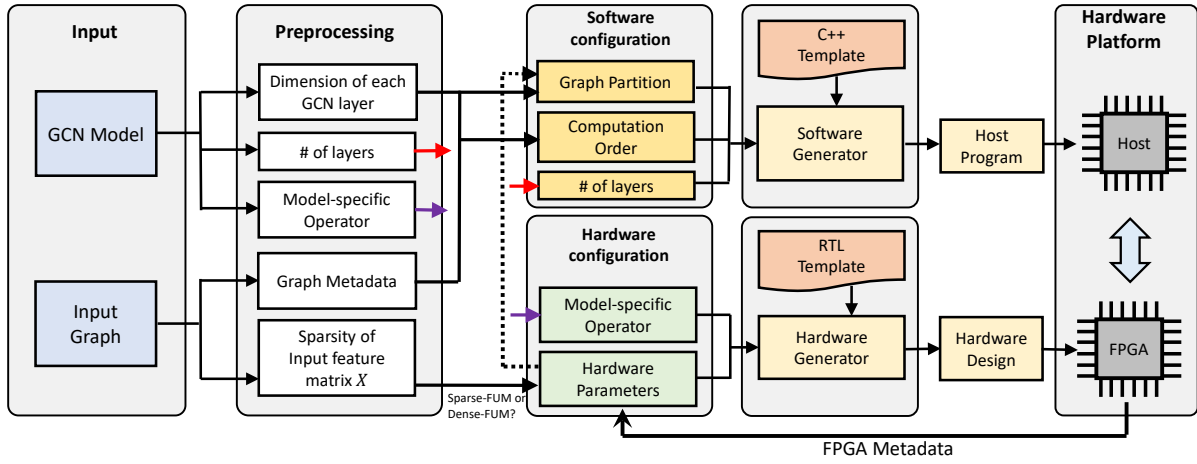 Input
GCN Model
Input
Graph
Preprocessing
Dimension of each
GCN layer
# of layers
Model-specific
Operator
Graph Metadata
Sparsity of
Input feature
matrix X
Sparse-FUM or
Dense-FUM?
Software
configuration
Graph Partition
Computation
Order
# of layers
Hardware
configuration
Model-specific
Operator
Hardware
Parameters
C++
Template
Software
Generator
RTL
Template
Hardware
Generator
Host
Program
Hardware
Design
Hardware
Platform
Host
FPGA
FPGA Metadata